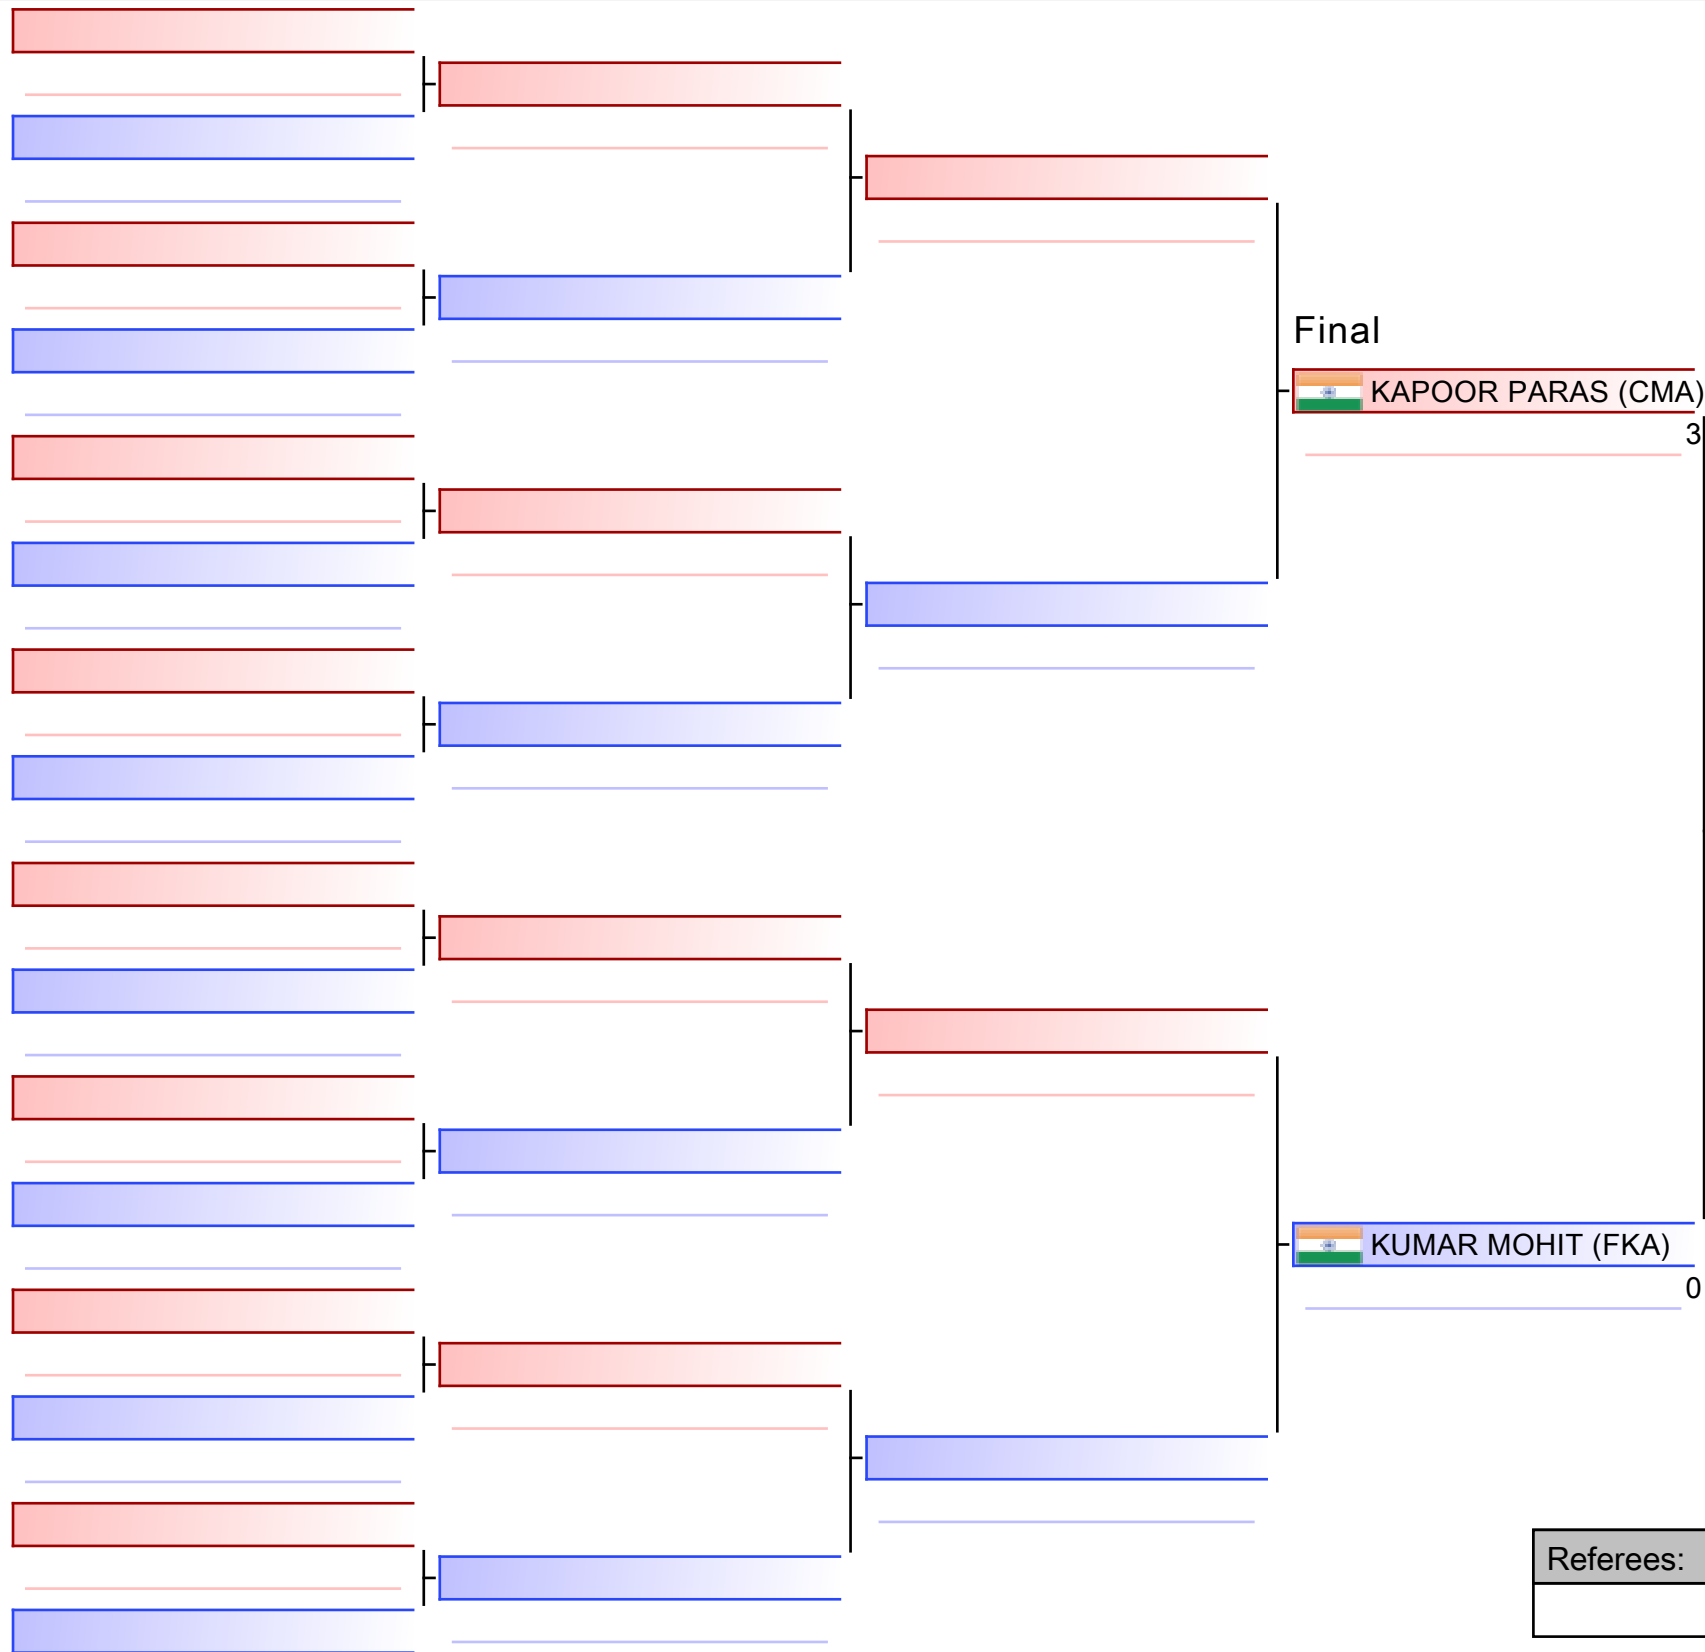 Final
KAPOOR PARAS (CMA)
3
KUMAR MOHIT (FKA)
0
Referees: